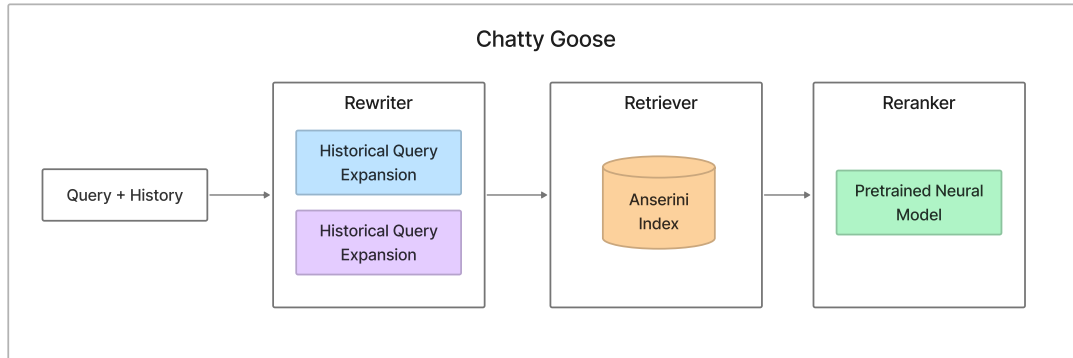 Chatty Goose
Query + History
Rewriter
Historical Query
Expansion
Historical Query
Expansion
Retriever
Anserini
Index
Reranker
Pretrained Neural
Model